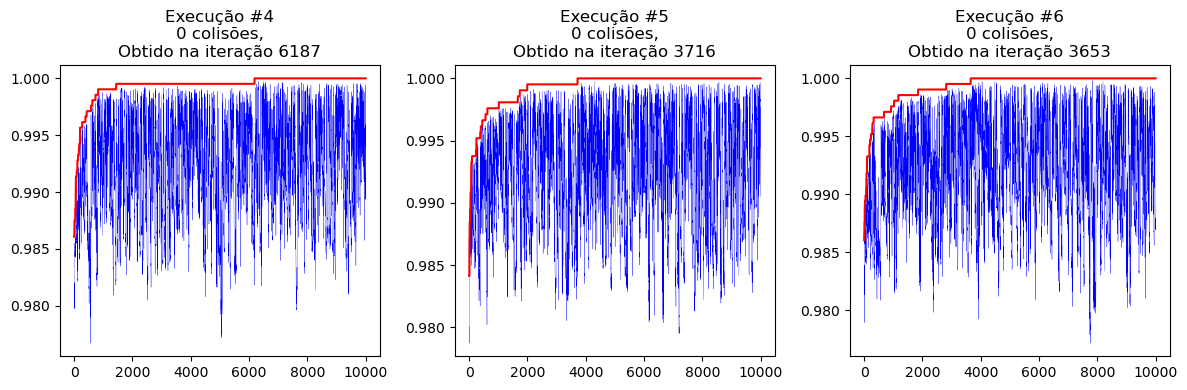 Execução #4
0 colisões,
Obtido na iteração 6187
1.000
0.995
0.990
0.985
0.980
0 2000 4000 6000 8000 10000
Execução #5
0 colisões,
Obtido na iteração 3716
1.000
0.995
0.990
0.985
0.980
0 2000 4000 6000 8000 10000
Execução #6
0 colisões,
Obtido na iteração 3653
1.000
0.995
0.990
0.985
0.980
0 2000 4000 6000 8000 10000